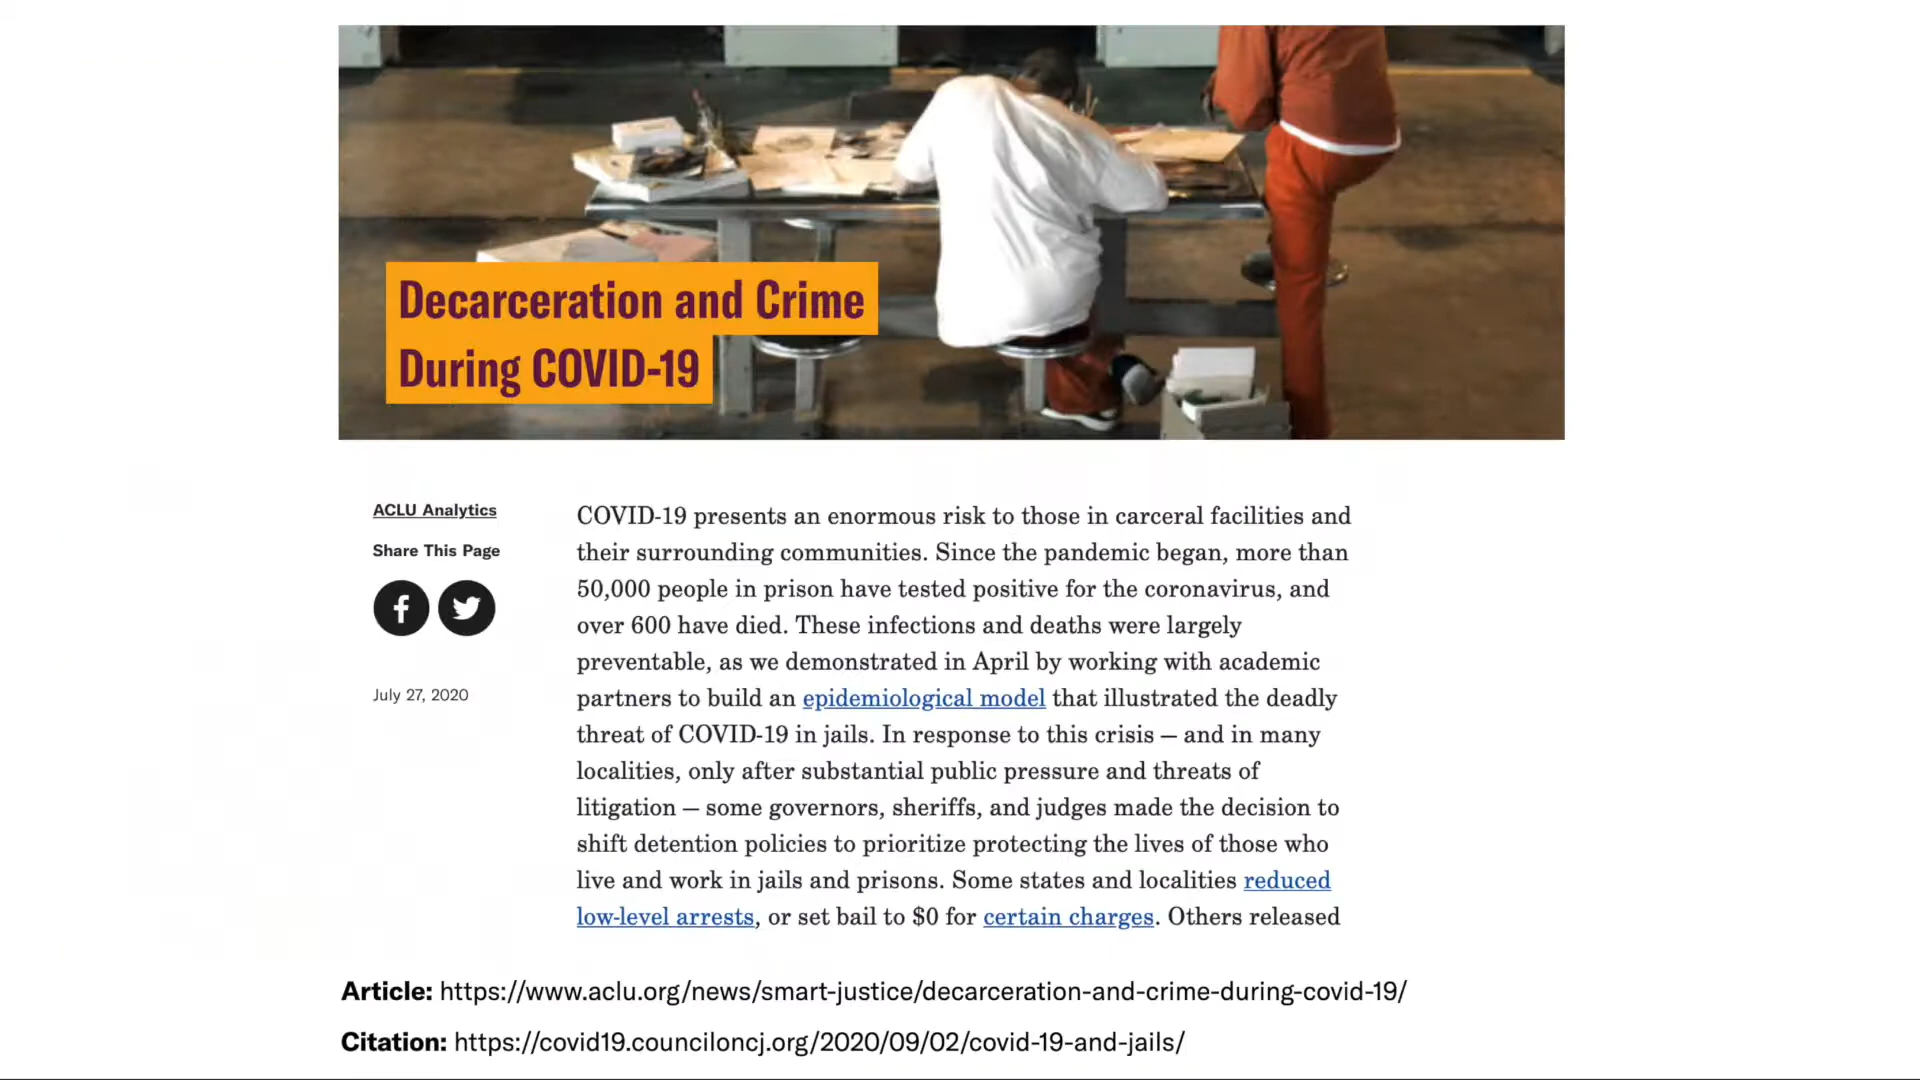 Decarceration and Crime
During COVID-19
ACLU Analytics
Share This Page
July 27, 2020
COVID-19 presents an enormous risk to those in carceral facilities and
their surrounding communities. Since the pandemic began, more than
50,000 people in prison have tested positive for the coronavirus, and
over 600 have died. These infections and deaths were largely
preventable, as we demonstrated in April by working with academic
partners to build an epidemiological model that illustrated the deadly
threat of COVID-19 in jails. In response to this crisis — and in many
localities, only after substantial public pressure and threats of
litigation — some governors, sheriffs, and judges made the decision to
shift detention policies to prioritize protecting the lives of those who
live and work in jails and prisons. Some states and localities reduced
low-level arrests, or set bail to $0 for certain charges. Others released
Article: https://www.aclu.org/news/smart-justice/decarceration-and-crime-during-covid-19/
Citation: https://covid19.counciloncj.org/2020/09/02/covid-19-and-jails/